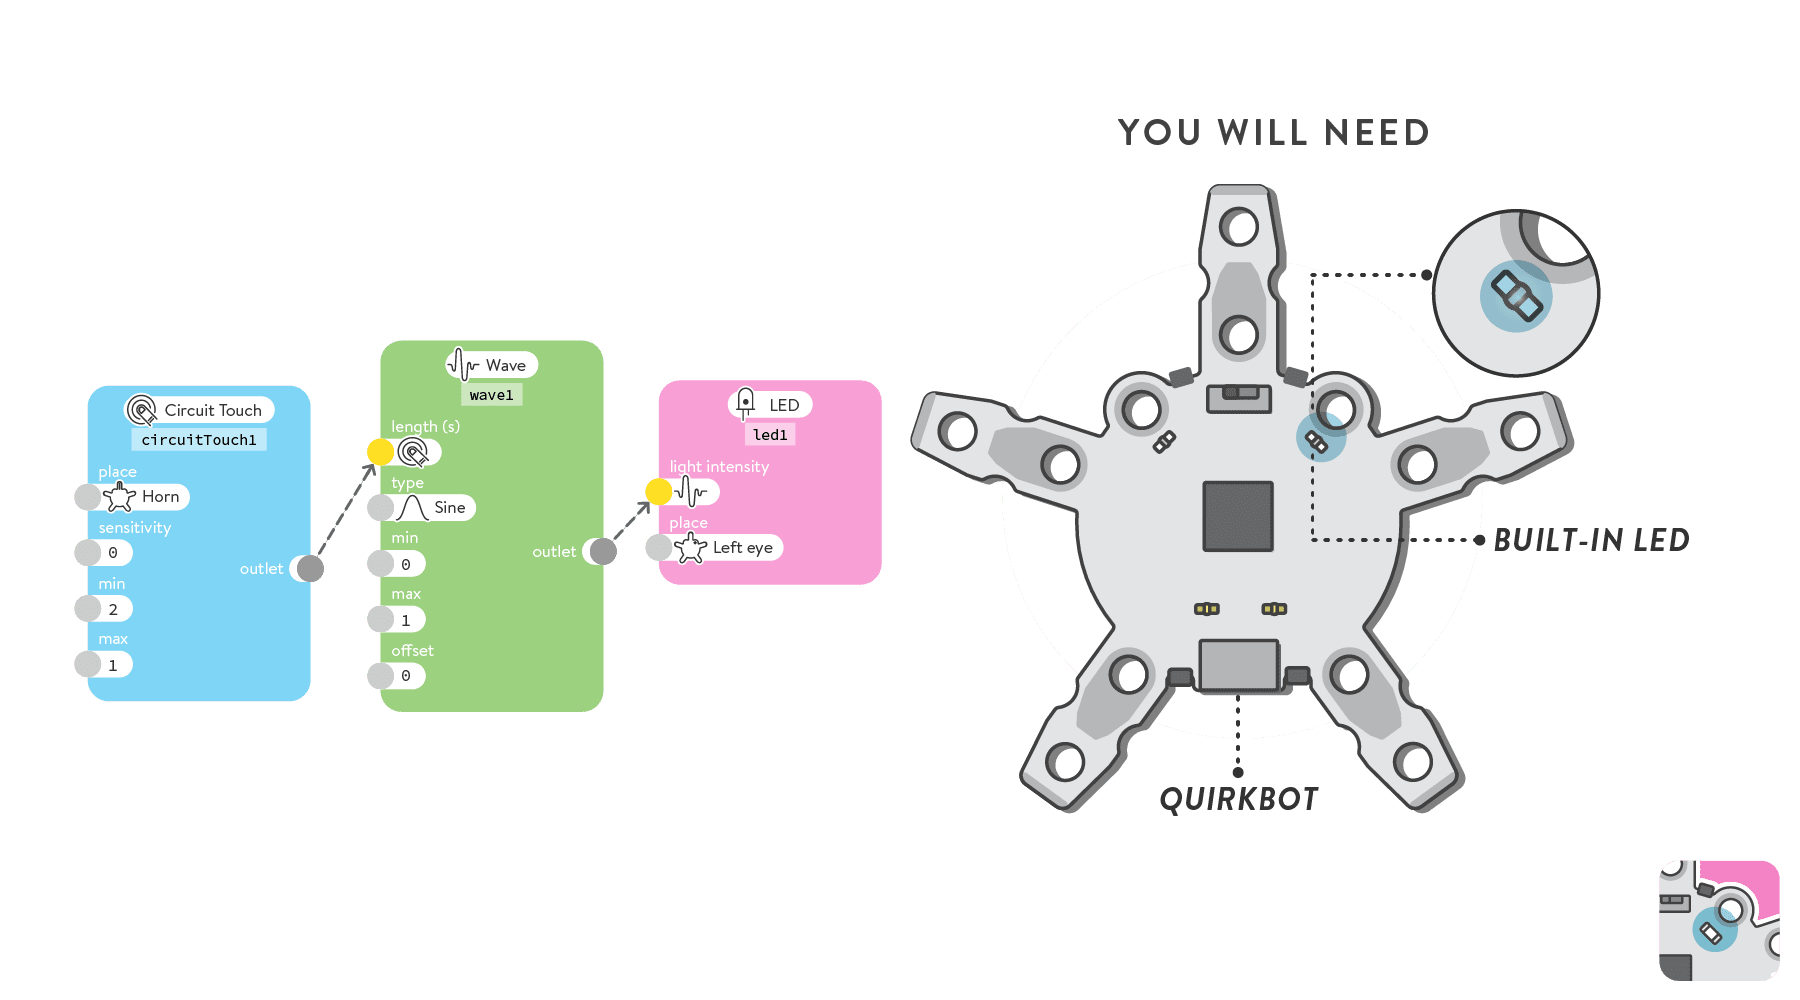 YOU WILL NEED
Circuit Touch
circuitTouch1
place
Horn
sensitivity
0
min
2
max
1
outlet
Wave
wave1
length (s)
type
Sine
min
0
max
1
offset
0
outlet
LED
led1
light intensity
place
Left eye
BUILT-IN LED
QUIRKBOT